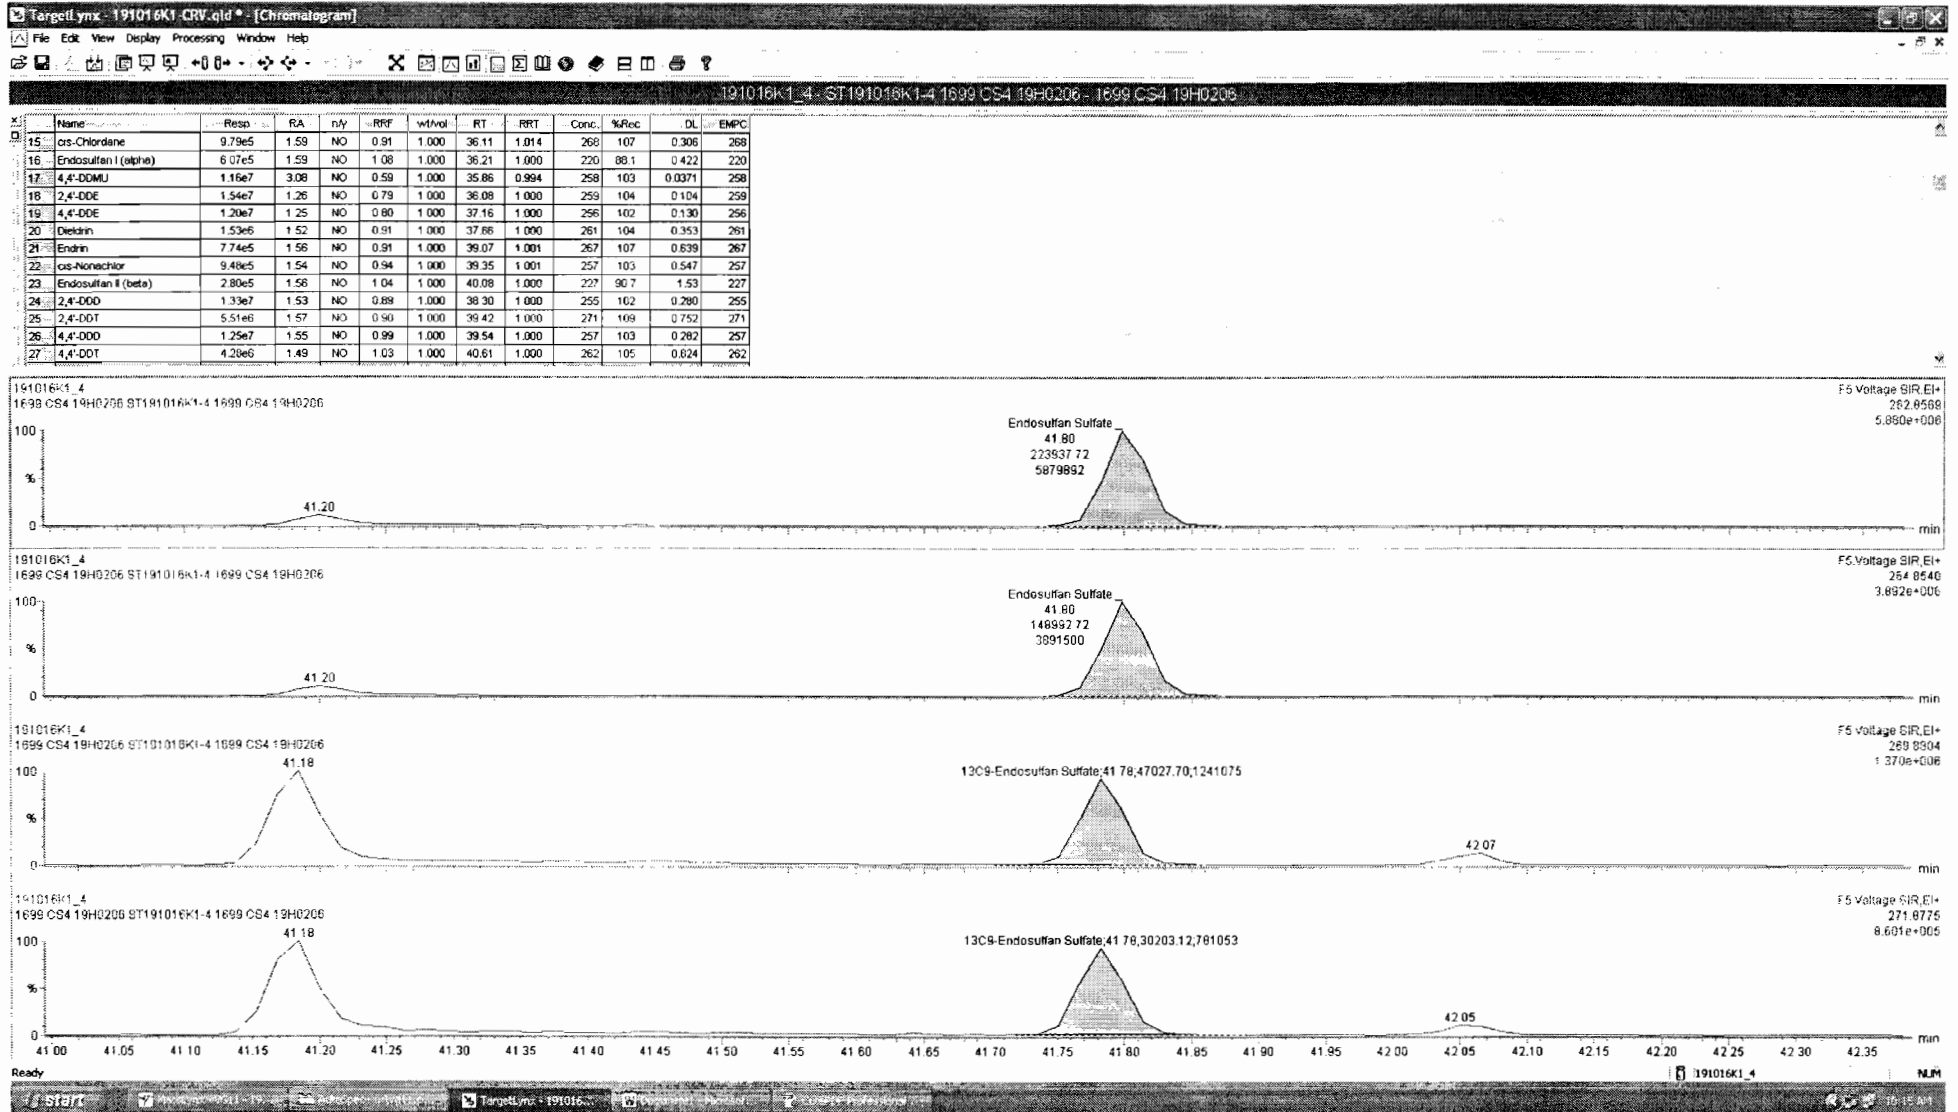 TargetLynx - 191016K1-CRV.qld * - [Chromatogram]
File Edit View Display Processing Window Help
191016K1_4 - ST191016K1-4 1699 CS4 19H0206 - 1699 CS4 19H0206
Name Resp RA n/y RRF wt/vol RT RRT Conc. %Rec DL EMPC
15 cis-Chlordane 9.79e5 1.59 NO 0.91 1.000 36.11 1.014 268 107 0.306 268
16 Endosulfan I (alpha) 6.07e5 1.59 NO 1.08 1.000 36.21 1.000 220 88.1 0.422 220
17 4,4'-DDMU 1.16e7 3.08 NO 0.59 1.000 35.86 0.994 258 103 0.0371 258
18 2,4'-DDE 1.54e7 1.26 NO 0.79 1.000 36.08 1.000 259 104 0.104 259
19 4,4'-DDE 1.20e7 1.25 NO 0.80 1.000 37.16 1.000 256 102 0.130 256
20 Dieldrin 1.53e6 1.52 NO 0.91 1.000 37.66 1.000 261 104 0.353 261
21 Endrin 7.74e5 1.56 NO 0.91 1.000 39.07 1.001 267 107 0.639 267
22 cis-Nonachlor 9.48e5 1.54 NO 0.94 1.000 39.35 1.001 257 103 0.547 257
23 Endosulfan II (beta) 2.80e5 1.56 NO 1.04 1.000 40.08 1.000 227 90.7 1.53 227
24 2,4'-DDD 1.33e7 1.53 NO 0.89 1.000 38.30 1.000 255 102 0.280 255
25 2,4'-DDT 5.51e6 1.57 NO 0.90 1.000 39.42 1.000 271 109 0.752 271
26 4,4'-DDD 1.25e7 1.55 NO 0.99 1.000 39.54 1.000 257 103 0.282 257
27 4,4'-DDT 4.28e6 1.49 NO 1.03 1.000 40.61 1.000 262 105 0.824 262
191016K1_4
1699 CS4 19H0206 ST191016K1-4 1699 CS4 19H0206
F5:Voltage SIR,EI+
262.8569
5.880e+006
100
%
0
41.20
Endosulfan Sulfate
41.80
223937.72
5879892
min
191016K1_4
1699 CS4 19H0206 ST191016K1-4 1699 CS4 19H0206
F5:Voltage SIR,EI+
264.8540
3.892e+006
100
%
0
41.20
Endosulfan Sulfate
41.80
148992.72
3891500
min
191016K1_4
1699 CS4 19H0206 ST191016K1-4 1699 CS4 19H0206
F5:Voltage SIR,EI+
269.8804
1.370e+006
100
%
0
41.18
13C9-Endosulfan Sulfate;41.78;47027.70;1241075
42.07
min
191016K1_4
1699 CS4 19H0206 ST191016K1-4 1699 CS4 19H0206
F5:Voltage SIR,EI+
271.8775
8.601e+005
100
%
0
41.18
13C9-Endosulfan Sulfate;41.78;30203.12;781053
42.05
min
41.00 41.05 41.10 41.15 41.20 41.25 41.30 41.35 41.40 41.45 41.50 41.55 41.60 41.65 41.70 41.75 41.80 41.85 41.90 41.95 42.00 42.05 42.10 42.15 42.20 42.25 42.30 42.35
Ready
191016K1_4 NUM
start TargetLynx - 191016... 10:15 AM